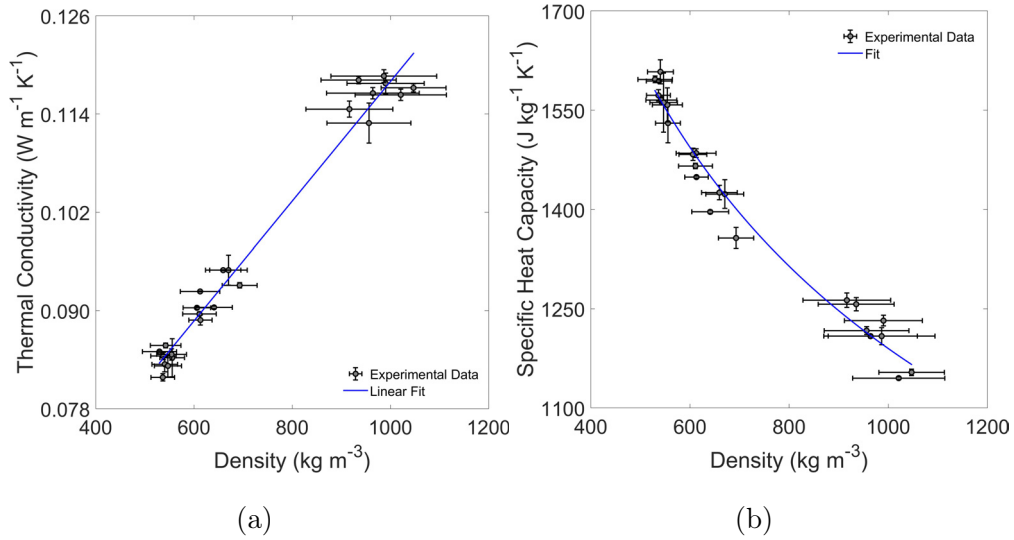 0.126
0.114
0.102
0.090
0.078
Thermal Conductivity (W m⁻¹ K⁻¹)
Experimental Data
Linear Fit
400 600 800 1000 1200
Density (kg m⁻³)
(a)
1700
1550
1400
1250
1100
Specific Heat Capacity (J kg⁻¹ K⁻¹)
Experimental Data
Fit
400 600 800 1000 1200
Density (kg m⁻³)
(b)